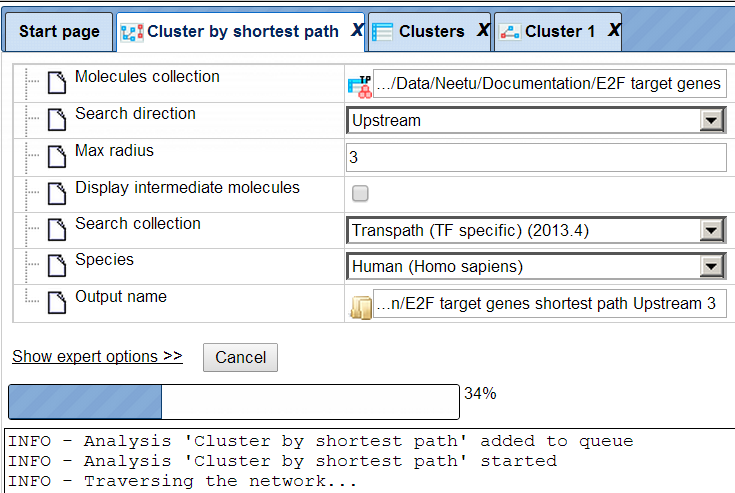 Start page
Cluster by shortest path X
Clusters X
Cluster 1 X
Molecules collection
TP
.../Data/Neetu/Documentation/E2F target genes
Search direction
Upstream
Max radius
3
Display intermediate molecules
Search collection
Transpath (TF specific) (2013.4)
Species
Human (Homo sapiens)
Output name
...n/E2F target genes shortest path Upstream 3
Show expert options >>
Cancel
34%
INFO - Analysis 'Cluster by shortest path' added to queue
INFO - Analysis 'Cluster by shortest path' started
INFO - Traversing the network...